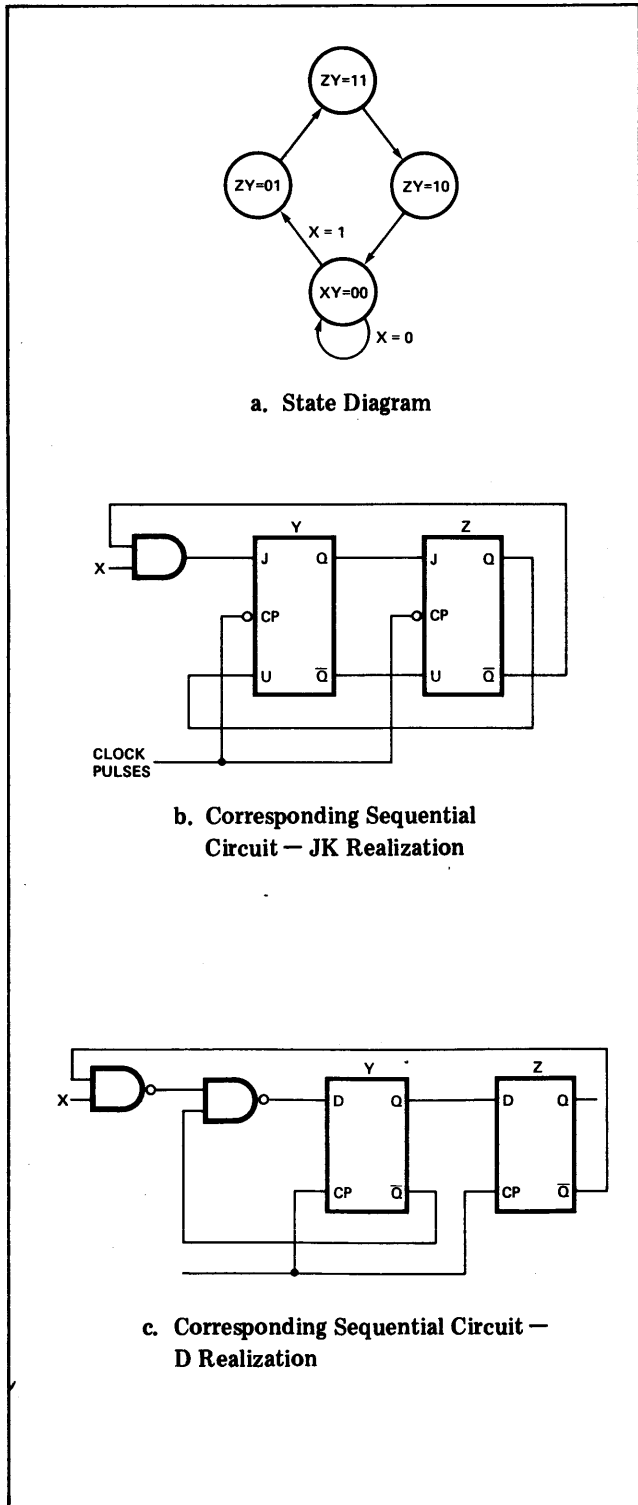 ZY=11
ZY=01
ZY=10
X = 1
XY=00
X = 0
a. State Diagram
Y
Z
X
J
Q
J
Q
CP
CP
U
Q̅
U
Q̅
CLOCK
PULSES
b. Corresponding Sequential
Circuit — JK Realization
Y
Z
X
D
Q
D
Q
CP
Q̅
CP
Q̅
c. Corresponding Sequential Circuit —
D Realization